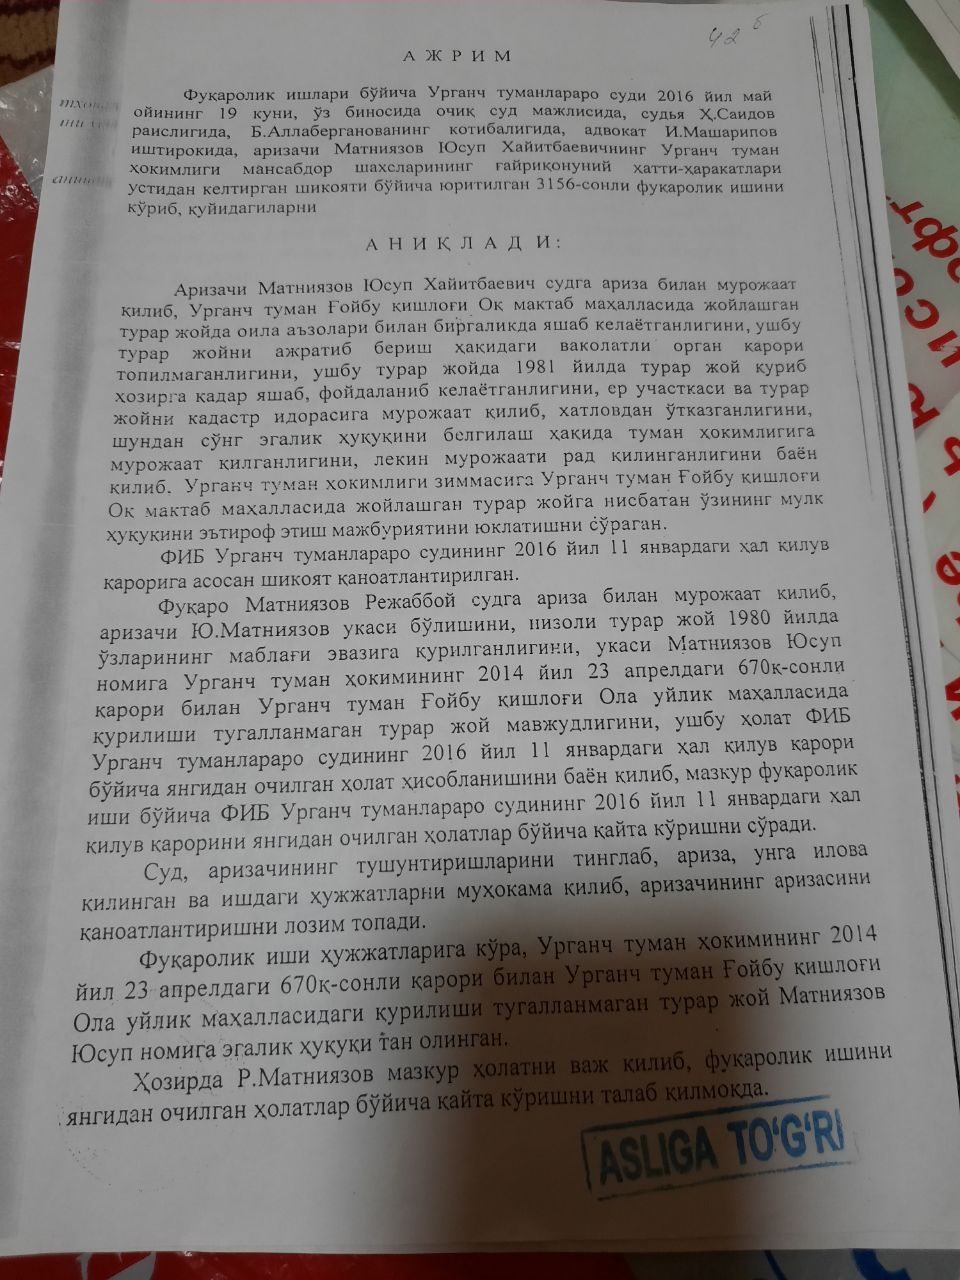 42 б
А Ж Р И М
Фуқаролик ишлари бўйича Урганч туманлараро суди 2016 йил май
ойининг 19 куни, ўз биносида очиқ суд мажлисида, судья Ҳ.Саидов
раислигида, Б.Аллаберганованинг котибалигида, адвокат И.Машарипов
иштирокида, аризачи Матниязов Юсуп Хайитбаевичнинг Урганч туман
ҳокимлиги мансабдор шахсларининг ғайриқонуний ҳатти-ҳаракатлари
устидан келтирган шикояти бўйича юритилган 3156-сонли фуқаролик ишини
кўриб, қуйидагиларни
А Н И Қ Л А Д И :
Аризачи Матниязов Юсуп Хайитбаевич судга ариза билан мурожаат
қилиб, Урганч туман Ғойбу қишлоғи Оқ мактаб маҳалласида жойлашган
турар жойда оила аъзолари билан биргаликда яшаб келаётганлигини, ушбу
турар жойни ажратиб бериш ҳақидаги ваколатли орган қарори
топилмаганлигини, ушбу турар жойда 1981 йилда турар жой қуриб
ҳозирга қадар яшаб, фойдаланиб келаётганлигини, ер участкаси ва турар
жойни кадастр идорасига мурожаат қилиб, хатловдан ўтказганлигини,
шундан сўнг эгалик ҳуқуқини белгилаш ҳақида туман ҳокимлигига
мурожаат қилганлигини, лекин мурожаати рад қилинганлигини баён
қилиб, Урганч туман ҳокимлиги зиммасига Урганч туман Ғойбу қишлоғи
Оқ мактаб маҳалласида жойлашган турар жойга нисбатан ўзининг мулк
ҳуқуқини эътироф этиш мажбуриятини юклатишни сўраган.
ФИБ Урганч туманлараро судининг 2016 йил 11 январдаги ҳал қилув
қарорига асосан шикоят қаноатлантирилган.
Фуқаро Матниязов Режаббой судга ариза билан мурожаат қилиб,
аризачи Ю.Матниязов укаси бўлишини, низоли турар жой 1980 йилда
ўзларининг маблағи эвазига қурилганлигини, укаси Матниязов Юсуп
номига Урганч туман ҳокимининг 2014 йил 23 апрелдаги 670қ-сонли
қарори билан Урганч туман Ғойбу қишлоғи Ола уйлик маҳалласида
қурилиши тугалланмаган турар жой мавжудлигини, ушбу ҳолат ФИБ
Урганч туманлараро судининг 2016 йил 11 январдаги ҳал қилув қарори
бўйича янгидан очилган ҳолат ҳисобланишини баён қилиб, мазкур фуқаролик
иши бўйича ФИБ Урганч туманлараро судининг 2016 йил 11 январдаги ҳал
қилув қарорини янгидан очилган ҳолатлар бўйича қайта кўришни сўради.
Суд, аризачининг тушунтиришларини тинглаб, ариза, унга илова
қилинган ва ишдаги ҳужжатларни муҳокама қилиб, аризачининг аризасини
қаноатлантиришни лозим топади.
Фуқаролик иши ҳужжатларига кўра, Урганч туман ҳокимининг 2014
йил 23 апрелдаги 670қ-сонли қарори билан Урганч туман Ғойбу қишлоғи
Ола уйлик маҳалласидаги қурилиши тугалланмаган турар жой Матниязов
Юсуп номига эгалик ҳуқуқи тан олинган.
Ҳозирда Р.Матниязов мазкур ҳолатни важ қилиб, фуқаролик ишини
янгидан очилган ҳолатлар бўйича қайта кўришни талаб қилмоқда.
ASLIGA TO‘G‘RI